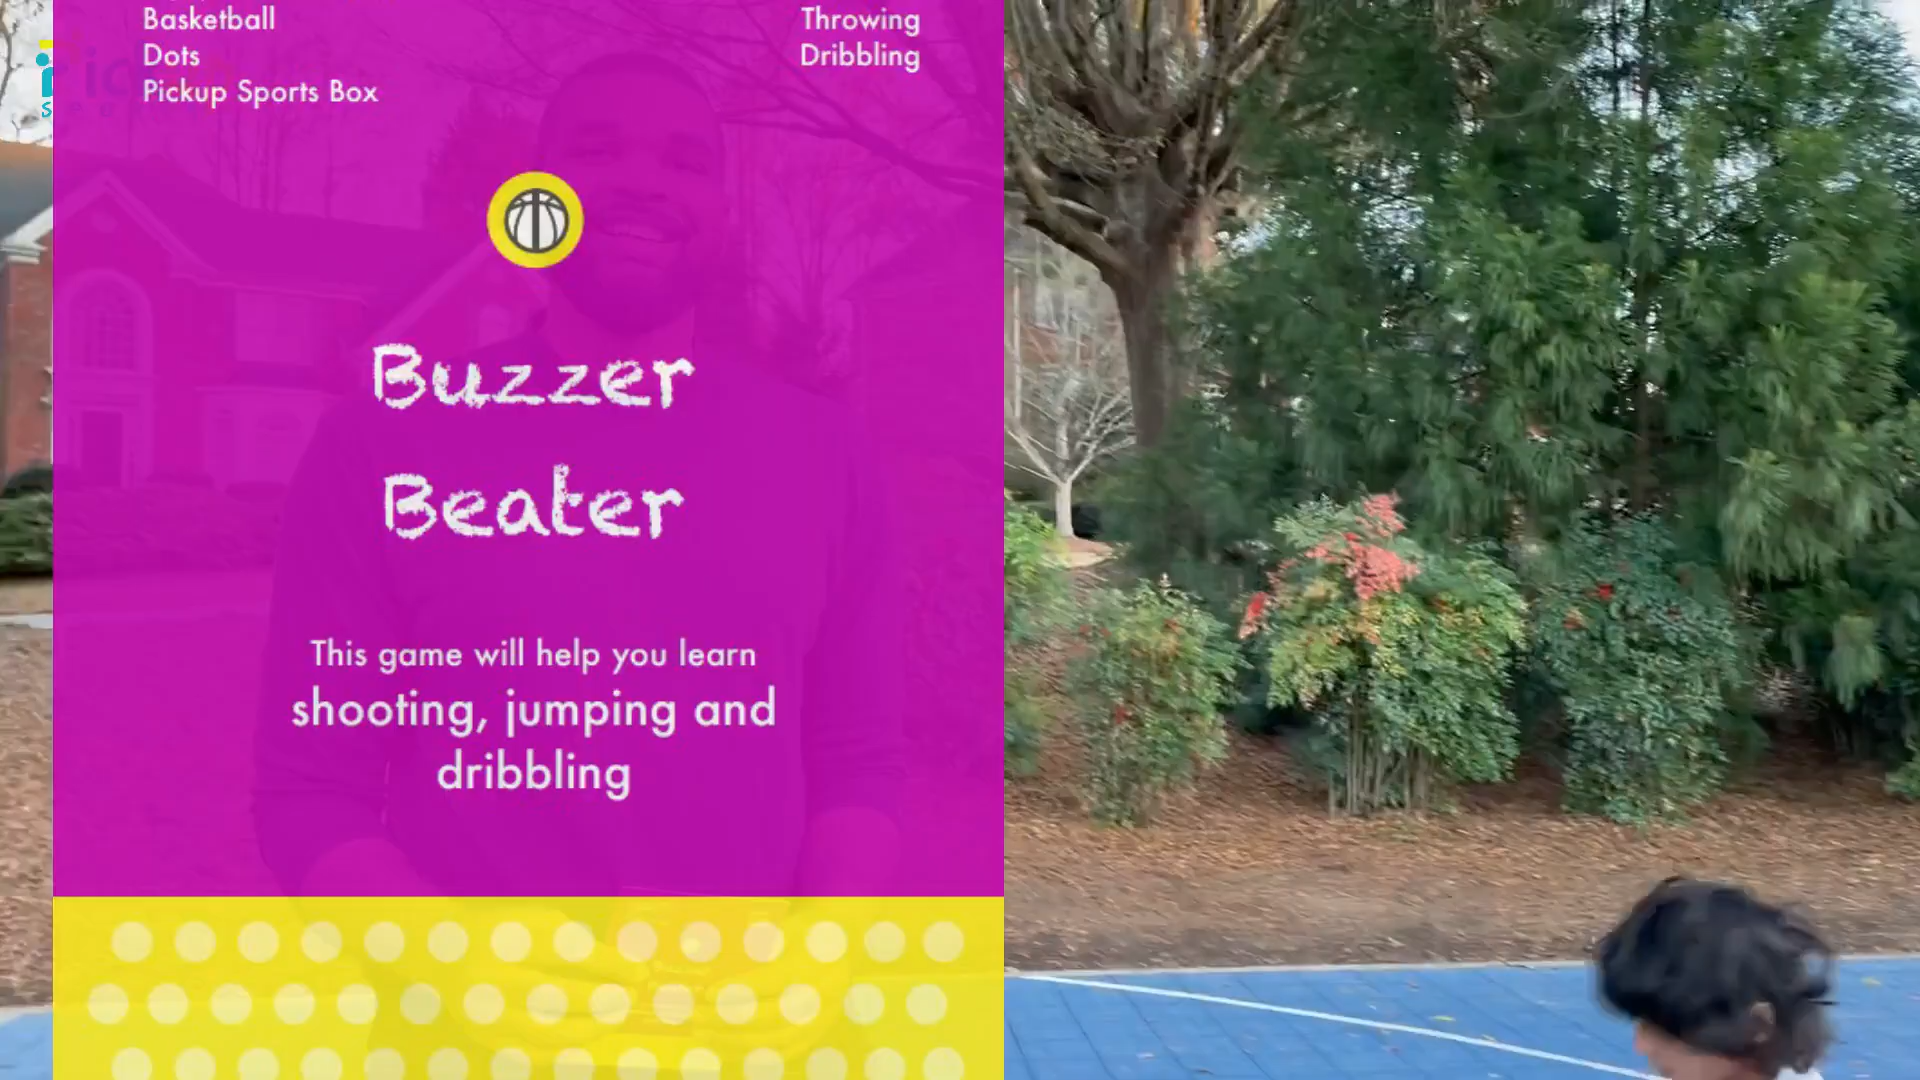 Basketball
Dots
Pickup Sports Box
Throwing
Dribbling
Buzzer
Beater
This game will help you learn
shooting, jumping and
dribbling